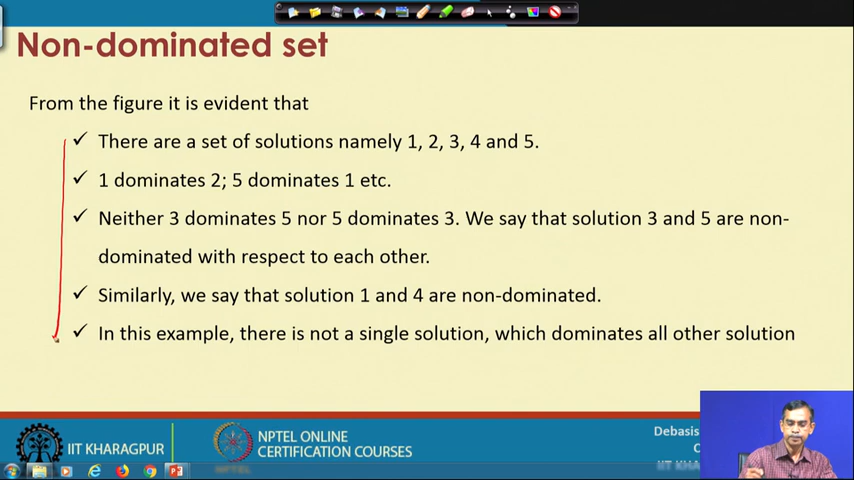 Non-dominated set
From the figure it is evident that
✓ There are a set of solutions namely 1, 2, 3, 4 and 5.
✓ 1 dominates 2; 5 dominates 1 etc.
✓ Neither 3 dominates 5 nor 5 dominates 3. We say that solution 3 and 5 are non-
dominated with respect to each other.
✓ Similarly, we say that solution 1 and 4 are non-dominated.
✓ In this example, there is not a single solution, which dominates all other solution
IIT KHARAGPUR
NPTEL ONLINE
CERTIFICATION COURSES
NPTEL
Debasis
C
IIT KHA